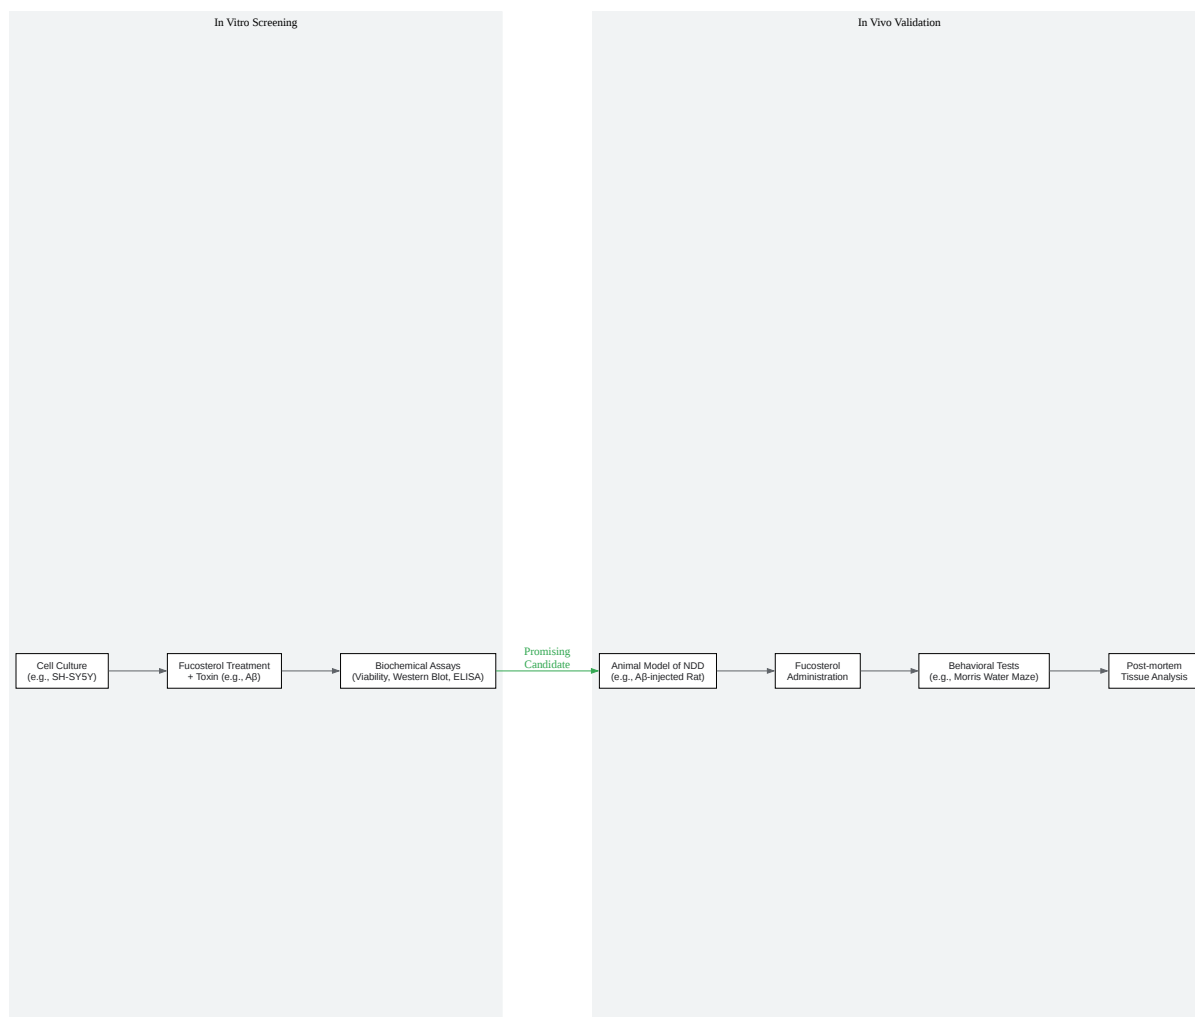 In Vitro Screening
In Vivo Validation
Cell Culture
(e.g., SH-SY5Y)
Fucosterol Treatment
+ Toxin (e.g., Aβ)
Biochemical Assays
(Viability, Western Blot, ELISA)
Promising
Candidate
Animal Model of NDD
(e.g., Aβ-injected Rat)
Fucosterol
Administration
Behavioral Tests
(e.g., Morris Water Maze)
Post-mortem
Tissue Analysis